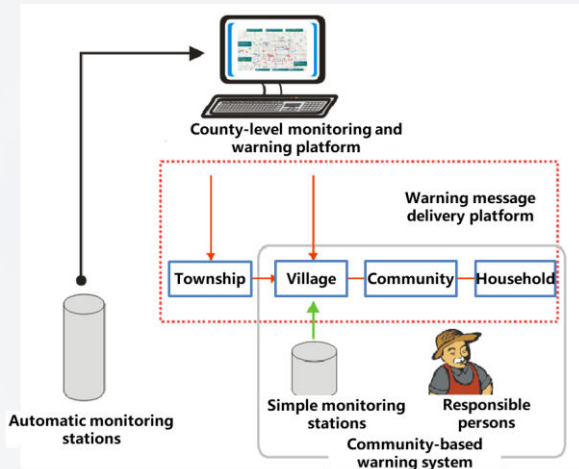 County-level monitoring and
warning platform
Warning message
delivery platform
Township
Village
Community
Household
Simple monitoring
stations
Responsible
persons
Automatic monitoring
stations
Community-based
warning system